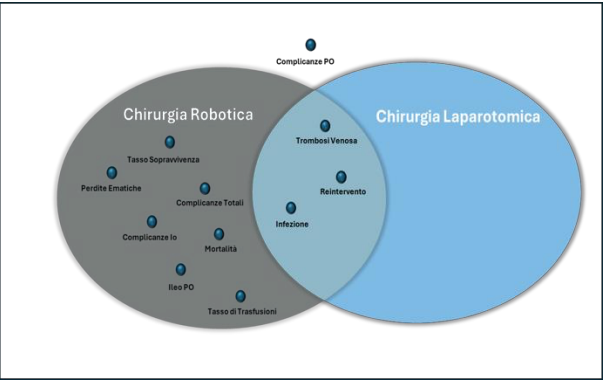 Complicanze PO
Chirurgia Robotica
Chirurgia Laparotomica
Trombosi Venosa
Tasso Sopravvivenza
Perdite Ematiche
Reintervento
Complicanze Totali
Infezione
Complicanze Io
Mortalità
Ileo PO
Tasso di Trasfusioni